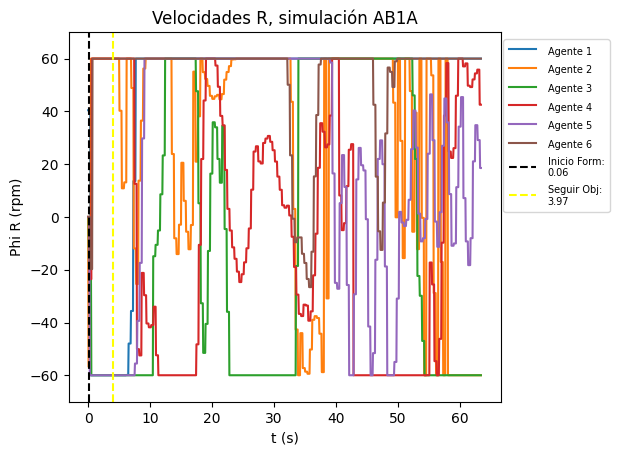 Velocidades R, simulación AB1A
Phi R (rpm)
60
40
20
0
−20
−40
−60
0
10
20
30
40
50
60
t (s)
Agente 1
Agente 2
Agente 3
Agente 4
Agente 5
Agente 6
Inicio Form:
0.06
Seguir Obj:
3.97